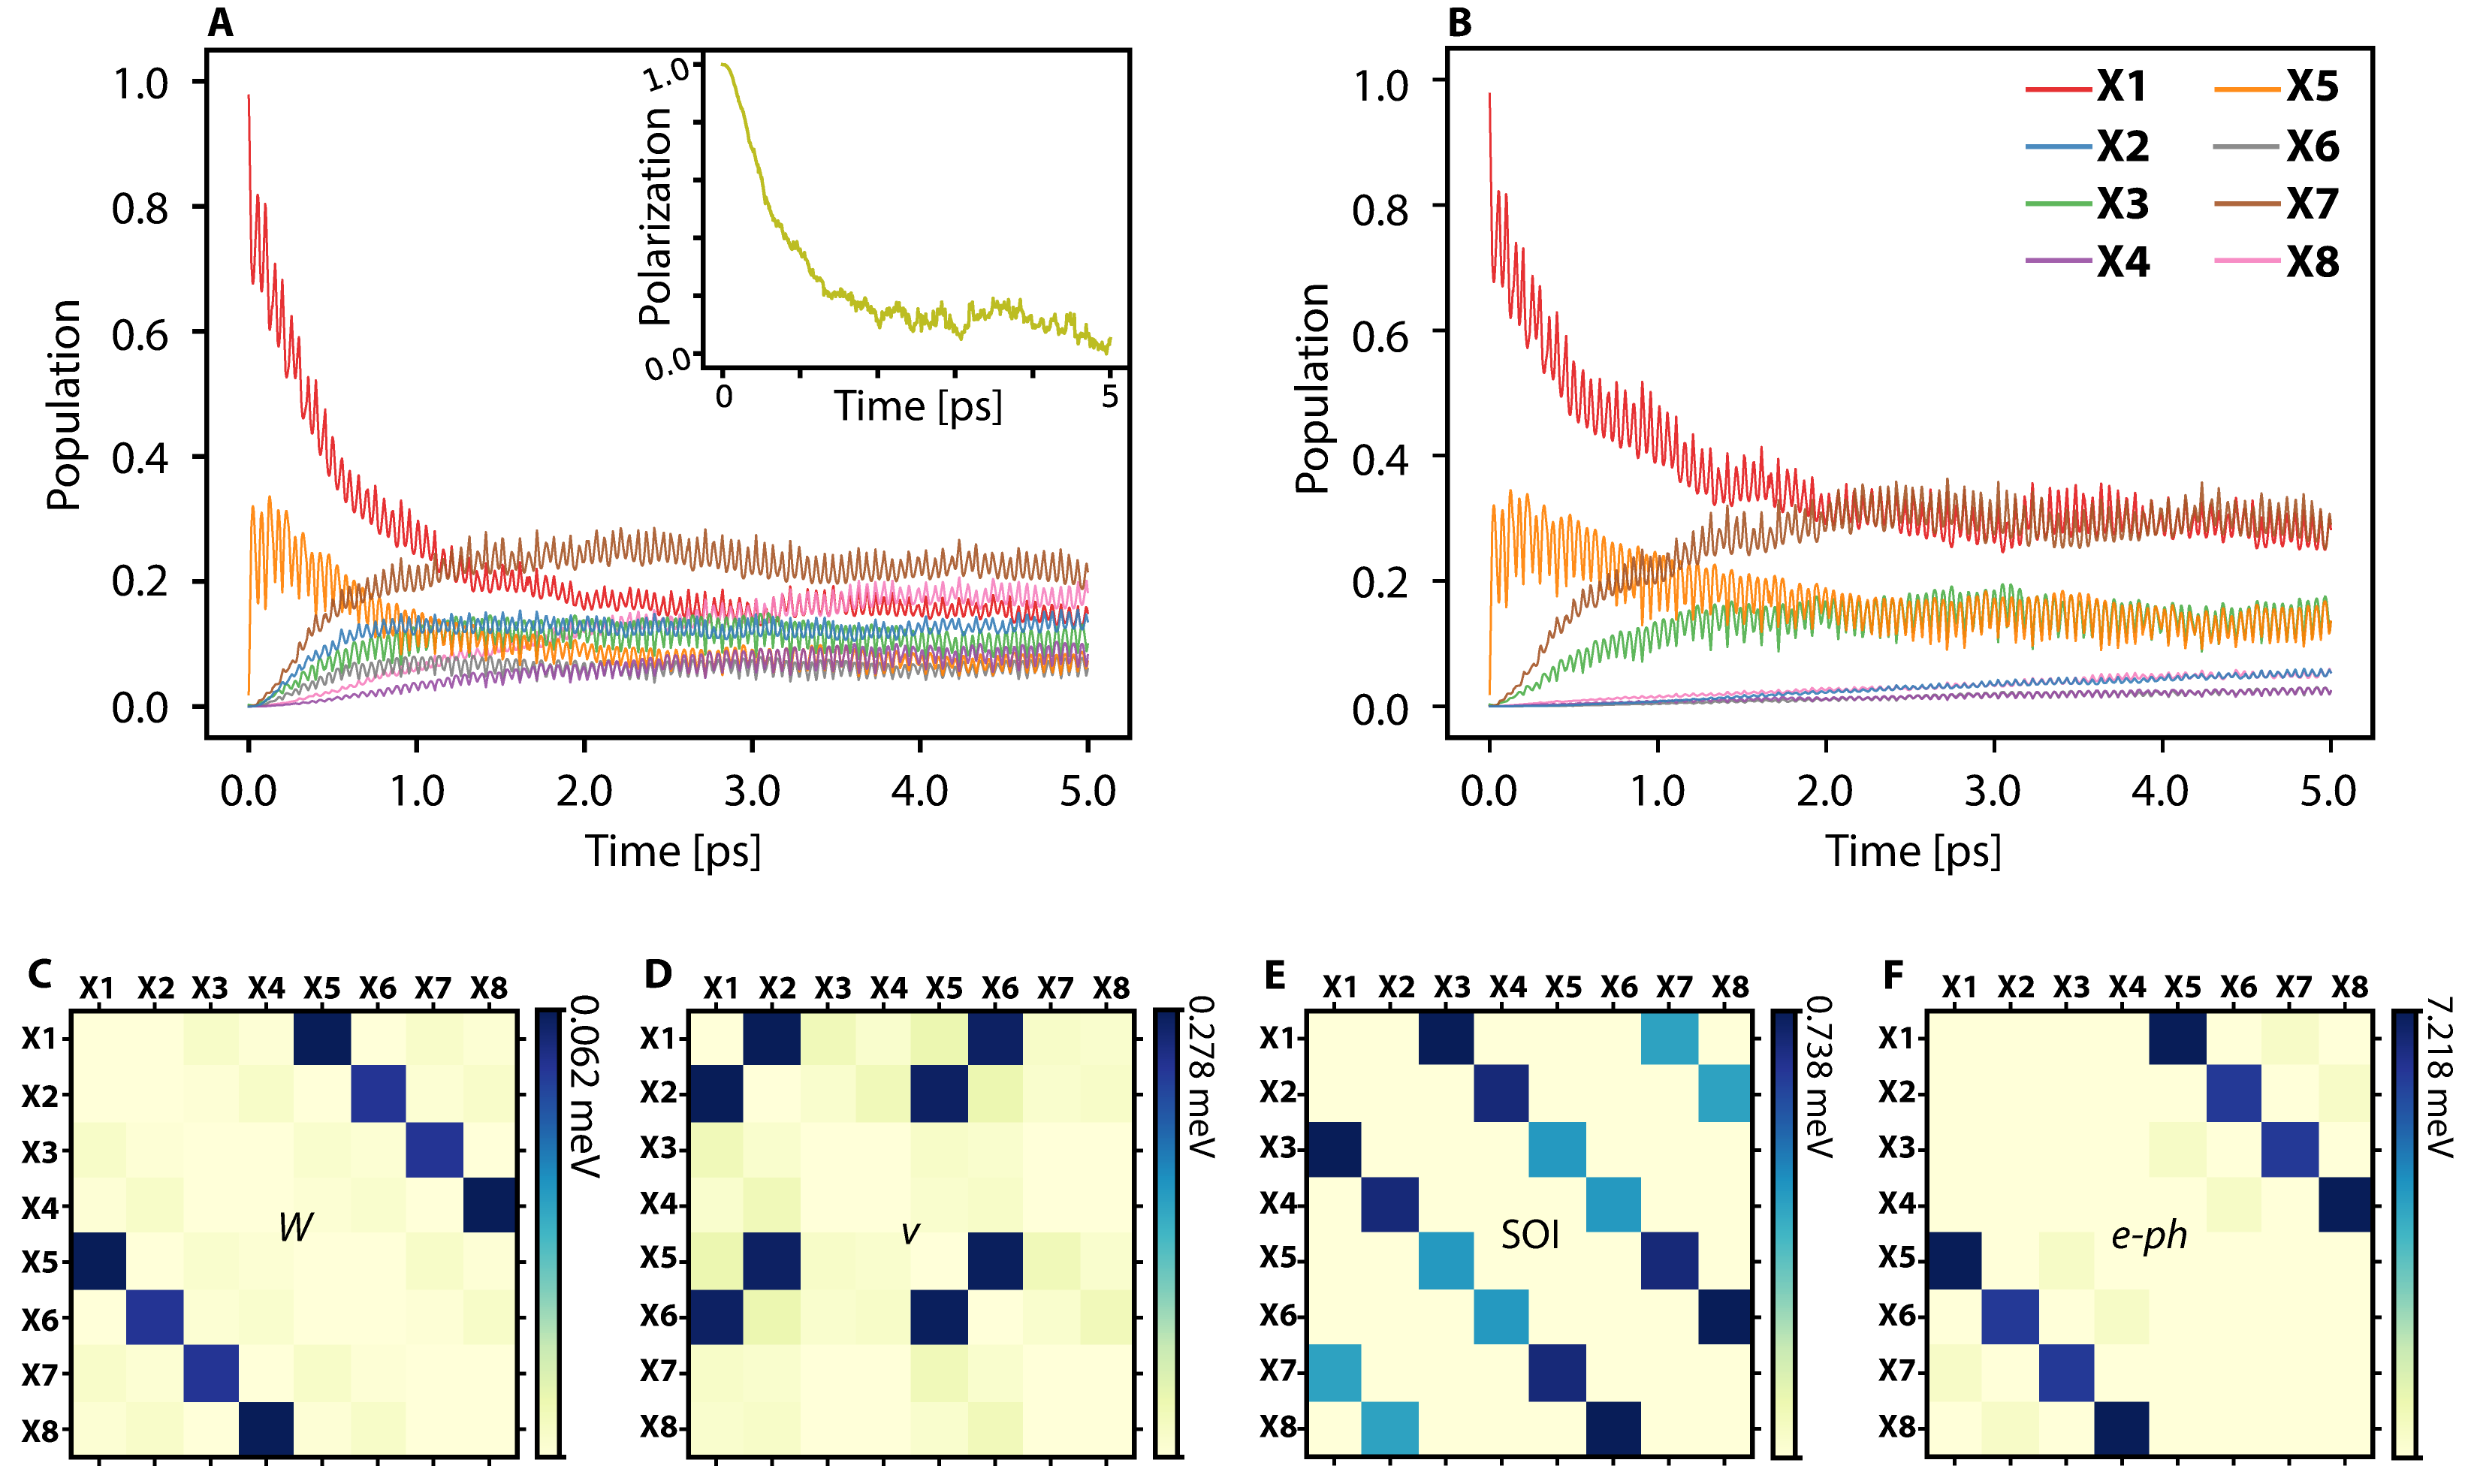 A
B
1.0
0.8
0.6
0.4
0.2
0.0
Population
0.0 1.0 2.0 3.0 4.0 5.0
Time [ps]
1.0
0.0
Polarization
0 5
Time [ps]
1.0
0.8
0.6
0.4
0.2
0.0
Population
X1 X5
X2 X6
X3 X7
X4 X8
0.0 1.0 2.0 3.0 4.0 5.0
Time [ps]
C
X1 X2 X3 X4 X5 X6 X7 X8
X1
X2
X3
X4
X5
X6
X7
X8
W
0.062 meV
D
X1 X2 X3 X4 X5 X6 X7 X8
X1
X2
X3
X4
X5
X6
X7
X8
v
0.278 meV
E
X1 X2 X3 X4 X5 X6 X7 X8
X1
X2
X3
X4
X5
X6
X7
X8
SOI
0.738 meV
F
X1 X2 X3 X4 X5 X6 X7 X8
X1
X2
X3
X4
X5
X6
X7
X8
e-ph
7.218 meV